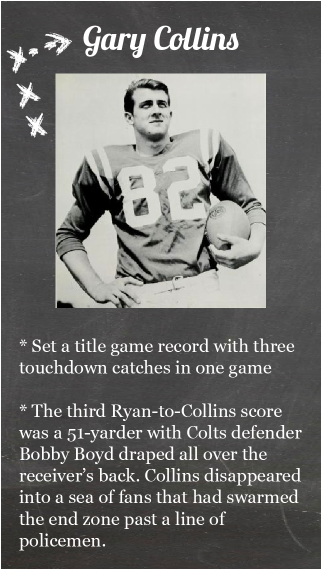 Gary Collins
82
* Set a title game record with three
touchdown catches in one game
* The third Ryan-to-Collins score
was a 51-yarder with Colts defender
Bobby Boyd draped all over the
receiver's back. Collins disappeared
into a sea of fans that had swarmed
the end zone past a line of
policemen.